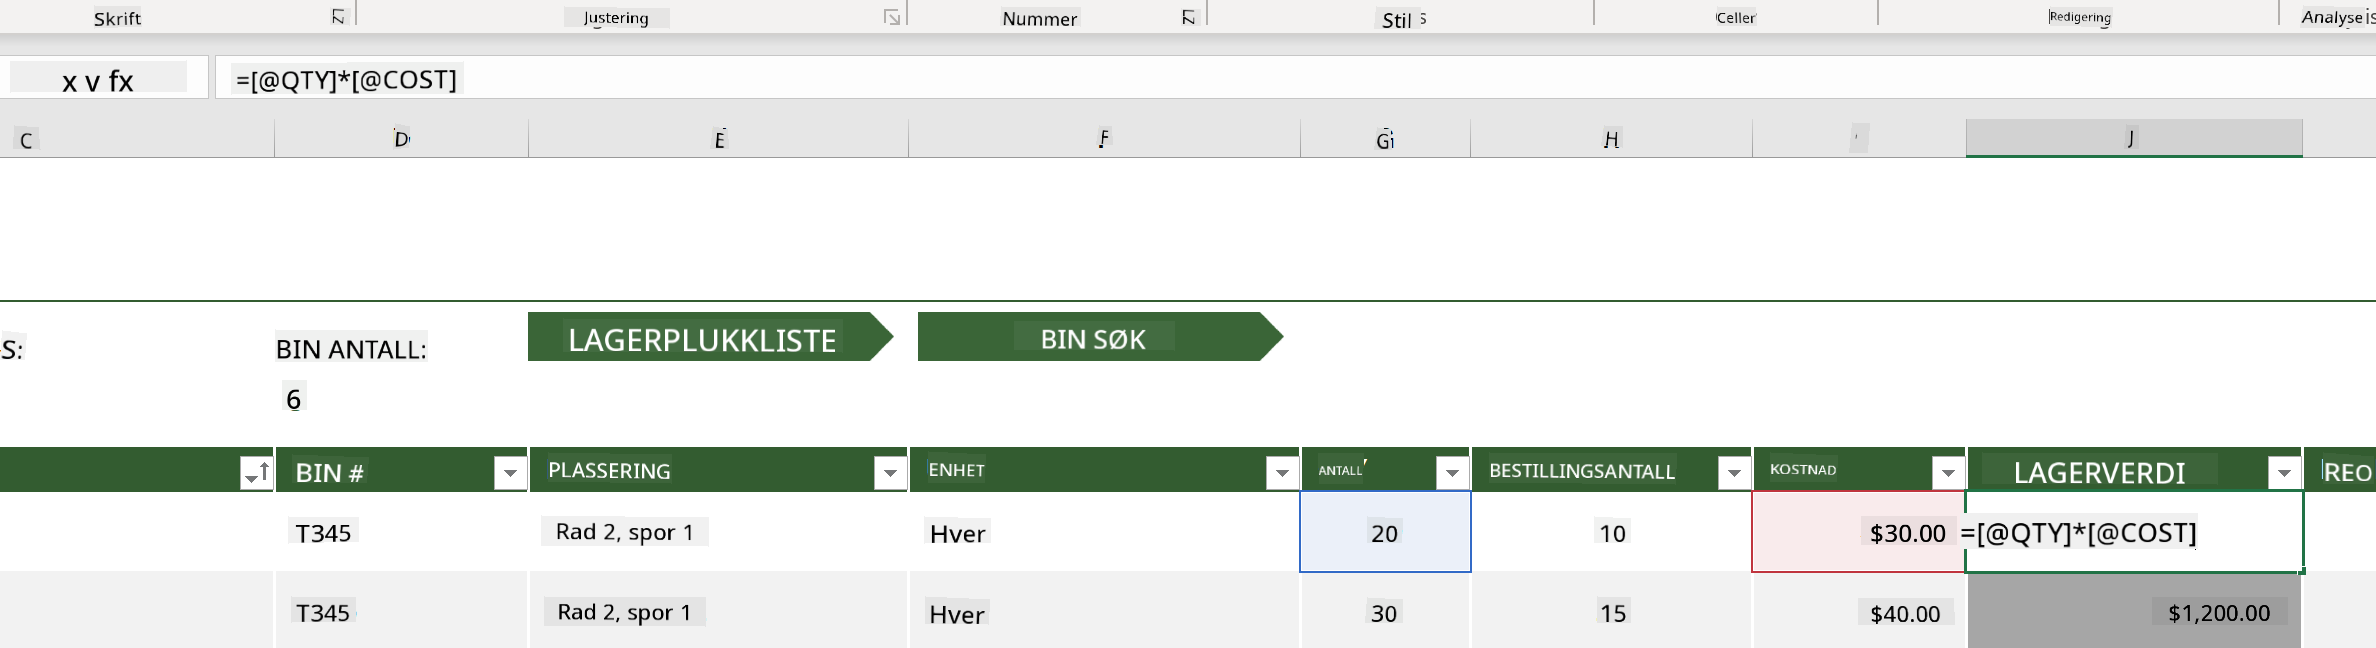 Skrift Justering Nummer Stil Celler Redigering Analyse
x v fx =[@QTY]*[@COST]
C D E F G H J
S: BIN ANTALL: LAGERPLUKKLISTE BIN SØK
6
BIN # PLASSERING ENHET ANTALL BESTILLINGSANTALL KOSTNAD LAGERVERDI REO
T345 Rad 2, spor 1 Hver 20 10 $30.00 =[@QTY]*[@COST]
T345 Rad 2, spor 1 Hver 30 15 $40.00 $1,200.00